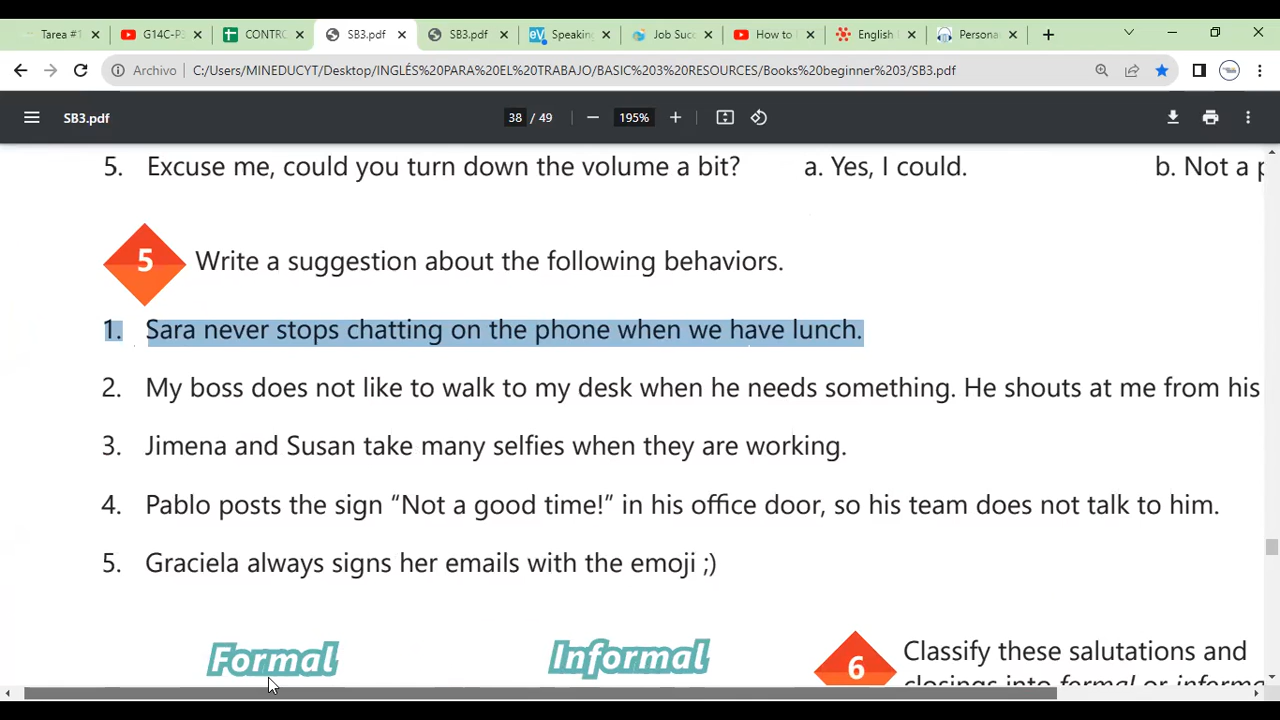 Tarea #1
G14C-P
CONTRO
SB3.pdf
SB3.pdf
Speaking
Job Suc
How to
English
Persona
Archivo
C:/Users/MINEDUCYT/Desktop/INGLÉS%20PARA%20EL%20TRABAJO/BASIC%203%20RESOURCES/Books%20beginner%203/SB3.pdf
SB3.pdf
38 / 49
195%
5. Excuse me, could you turn down the volume a bit? a. Yes, I could. b. Not a p
5 Write a suggestion about the following behaviors.
1. Sara never stops chatting on the phone when we have lunch.
2. My boss does not like to walk to my desk when he needs something. He shouts at me from his
3. Jimena and Susan take many selfies when they are working.
4. Pablo posts the sign “Not a good time!” in his office door, so his team does not talk to him.
5. Graciela always signs her emails with the emoji ;)
Formal
Informal
6 Classify these salutations and
closings into formal or informa